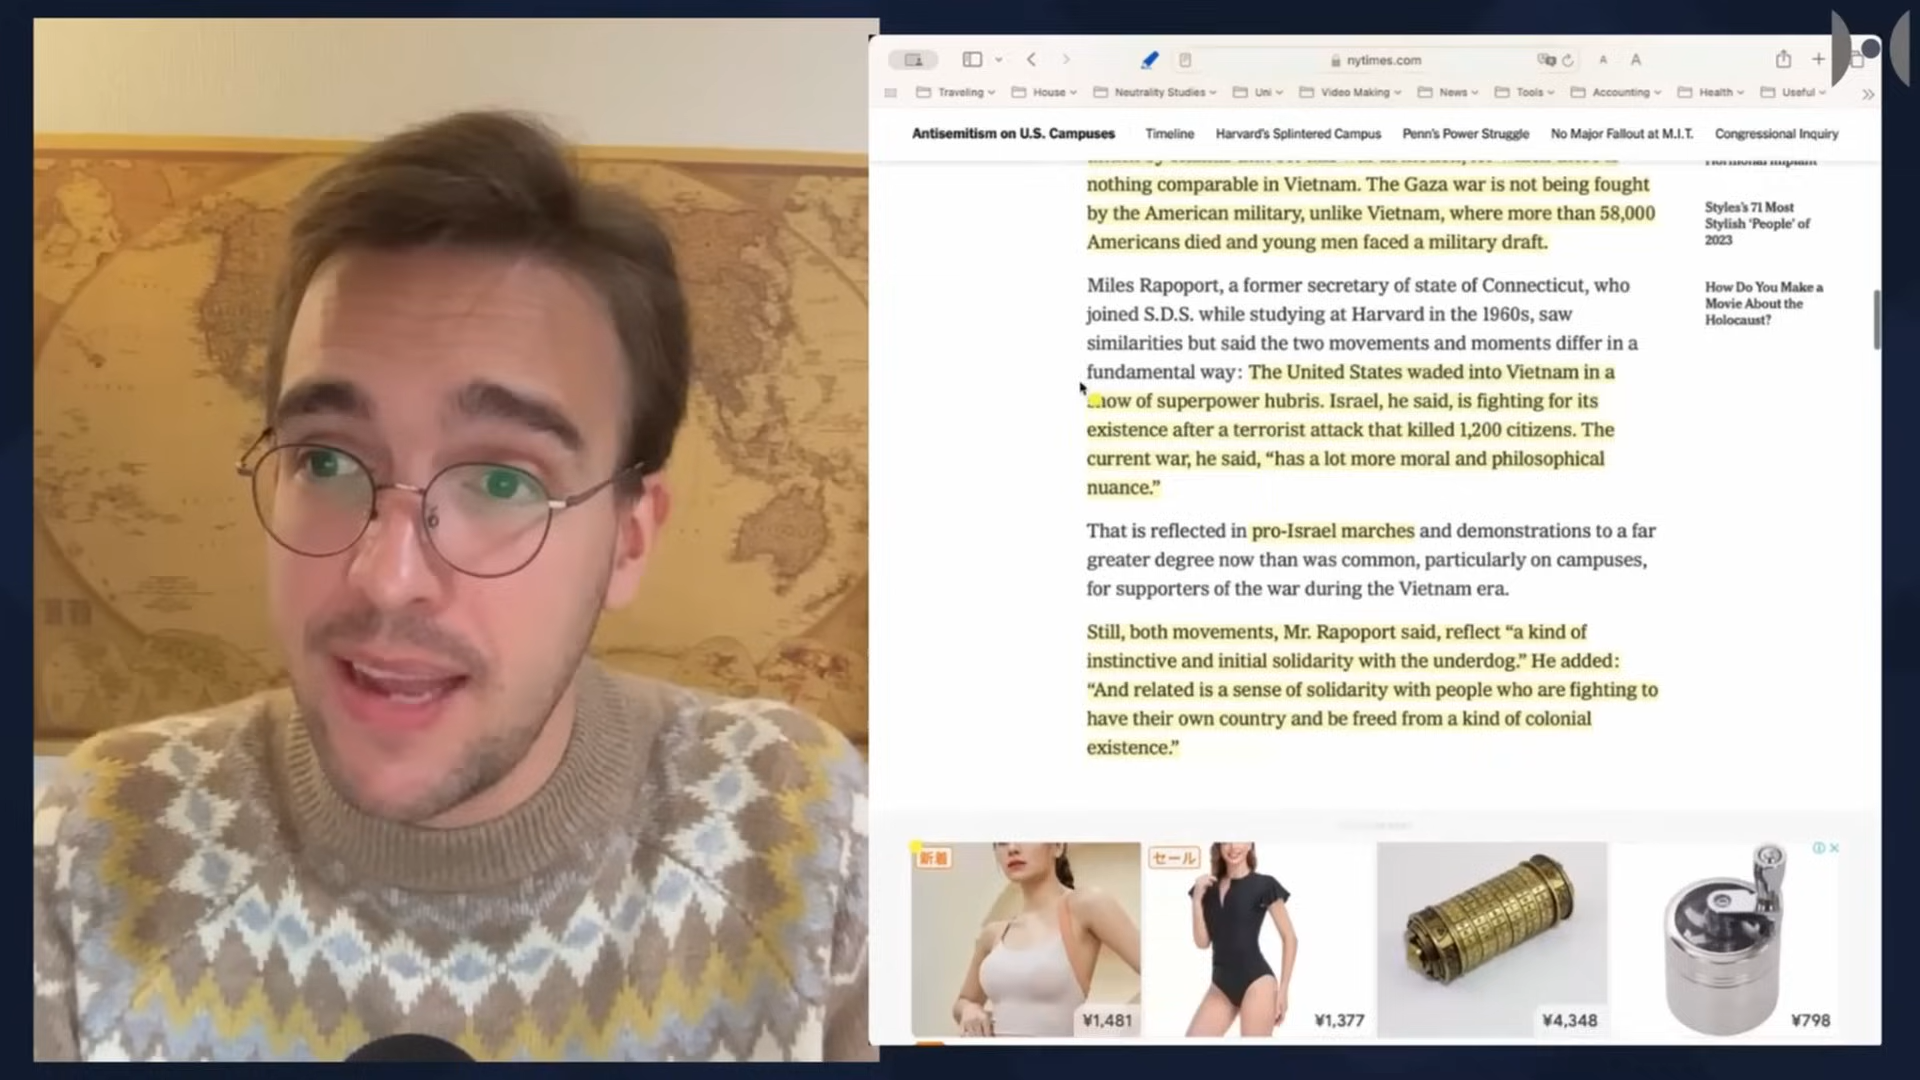 nytimes.com
A A
Traveling House Neutrality Studies Uni Video Making News Tools Accounting Health Useful
Antisemitism on U.S. Campuses Timeline Harvard's Splintered Campus Penn's Power Struggle No Major Fallout at M.I.T. Congressional Inquiry
nothing comparable in Vietnam. The Gaza war is not being fought
by the American military, unlike Vietnam, where more than 58,000
Americans died and young men faced a military draft.
Miles Rapoport, a former secretary of state of Connecticut, who
joined S.D.S. while studying at Harvard in the 1960s, saw
similarities but said the two movements and moments differ in a
fundamental way: The United States waded into Vietnam in a
show of superpower hubris. Israel, he said, is fighting for its
existence after a terrorist attack that killed 1,200 citizens. The
current war, he said, “has a lot more moral and philosophical
nuance.”
That is reflected in pro-Israel marches and demonstrations to a far
greater degree now than was common, particularly on campuses,
for supporters of the war during the Vietnam era.
Still, both movements, Mr. Rapoport said, reflect “a kind of
instinctive and initial solidarity with the underdog.” He added:
“And related is a sense of solidarity with people who are fighting to
have their own country and be freed from a kind of colonial
existence.”
Hormonal Implant
Styles's 71 Most
Stylish ‘People’ of
2023
How Do You Make a
Movie About the
Holocaust?
新着
セール
¥1,481
¥1,377
¥4,348
¥798